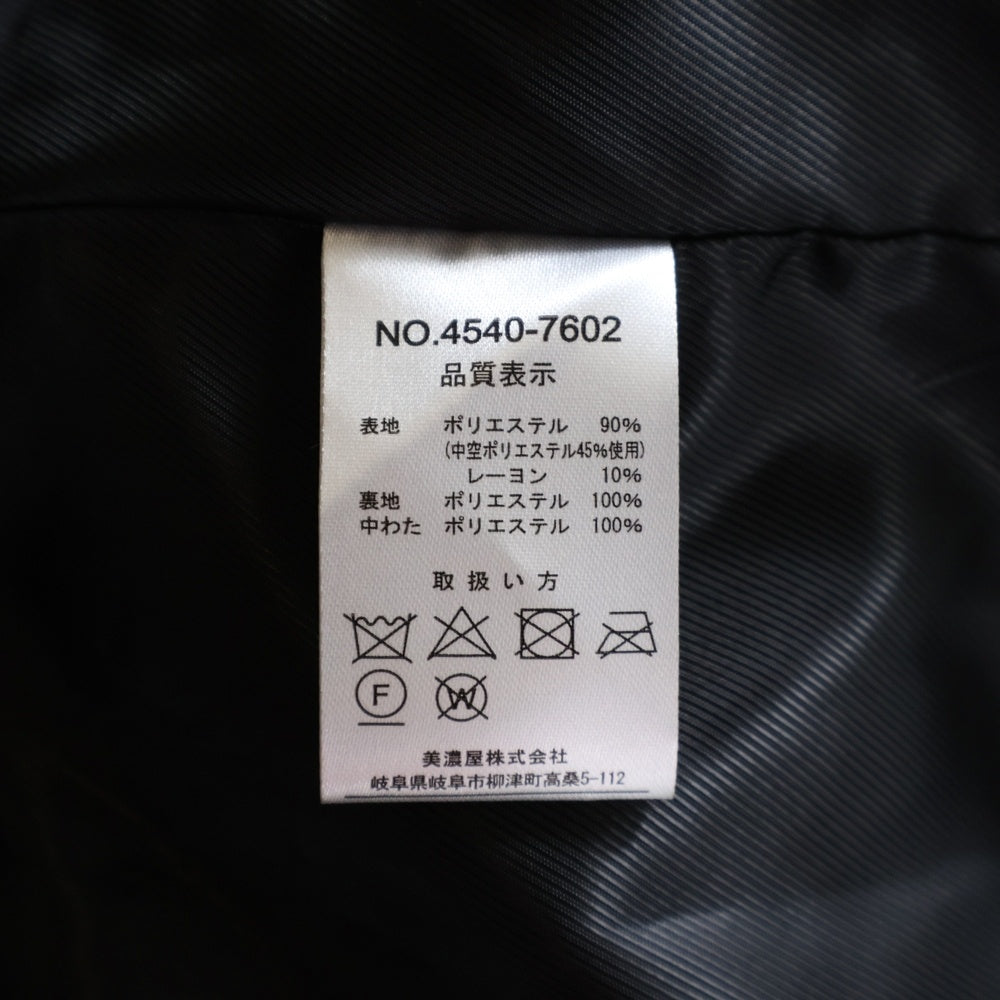 NO.4540-7602
品質表示
表地 ポリエステル 90%
(中空ポリエステル45%使用)
レーヨン 10%
裏地 ポリエステル 100%
中わた ポリエステル 100%
取扱い方
F W
美濃屋株式会社
岐阜県岐阜市柳津町高桑5-112